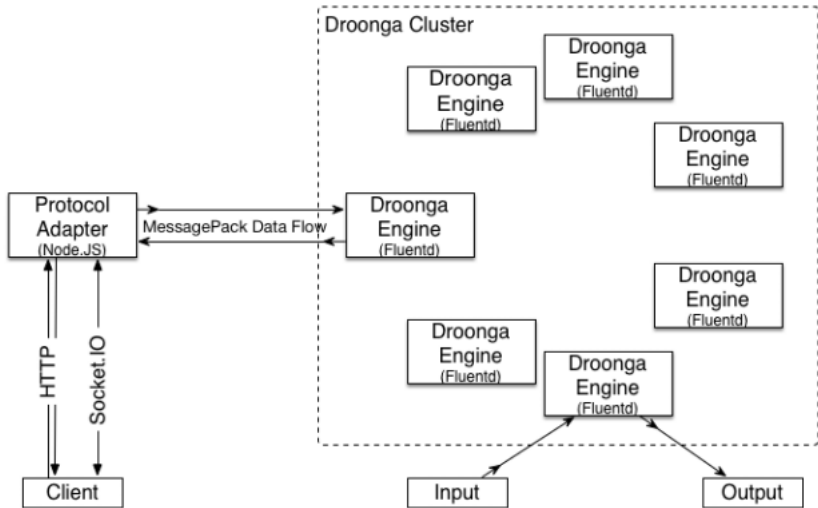 Droonga Cluster
Droonga
Engine
(Fluentd)
Droonga
Engine
(Fluentd)
Droonga
Engine
(Fluentd)
Protocol
Adapter
(Node.JS)
MessagePack Data Flow
Droonga
Engine
(Fluentd)
Droonga
Engine
(Fluentd)
Droonga
Engine
(Fluentd)
Droonga
Engine
(Fluentd)
HTTP
Socket.IO
Client
Input
Output